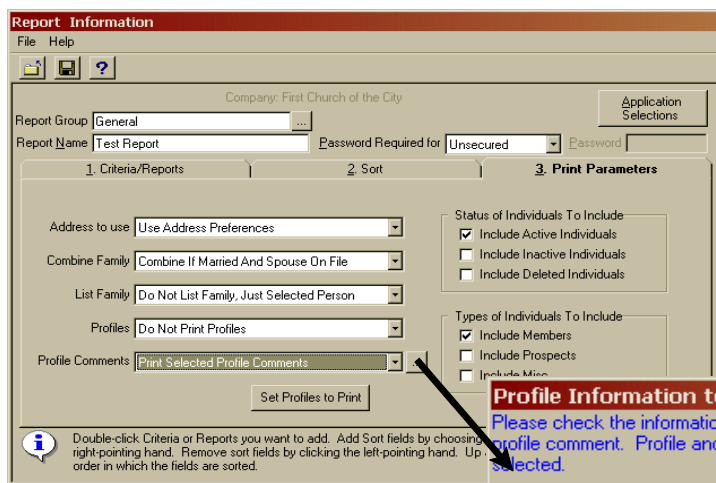 Report Information
File Help
?
Company: First Church of the City
Application
Selections
Report Group General ...
Report Name Test Report Password Required for Unsecured Password
1. Criteria/Reports 2. Sort 3. Print Parameters
Address to use Use Address Preferences
Combine Family Combine If Married And Spouse On File
List Family Do Not List Family, Just Selected Person
Profiles Do Not Print Profiles
Profile Comments Print Selected Profile Comments
Set Profiles to Print
Status of Individuals To Include
Include Active Individuals
Include Inactive Individuals
Include Deleted Individuals
Types of Individuals To Include
Include Members
Include Prospects
Include Misc
Double-click Criteria or Reports you want to add. Add Sort fields by choosing
right-pointing hand. Remove sort fields by clicking the left-pointing hand. Up
order in which the fields are sorted.
Profile Information to
Please check the informatio
profile comment. Profile and
selected.